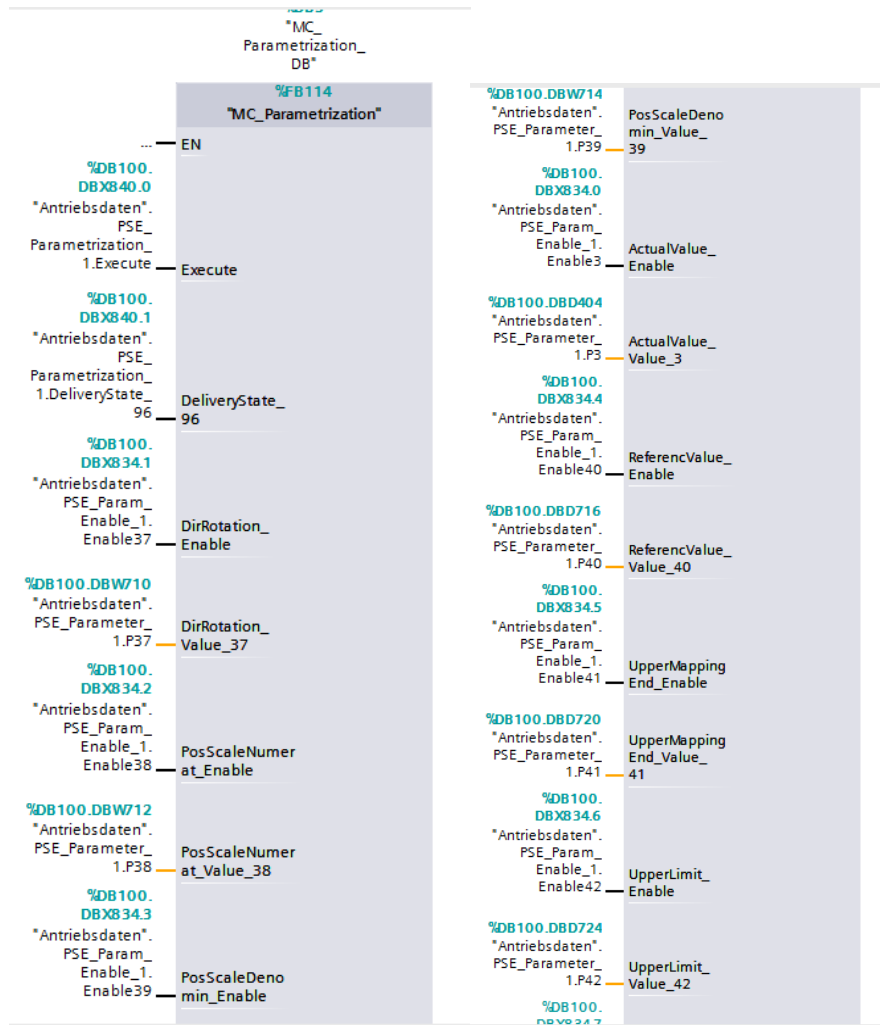 "MC_
Parametrization_
DB"
%FB114
"MC_Parametrization"
... EN
%DB100.
DBX840.0
"Antriebsdaten".
PSE_
Parametrization_
1.Execute
Execute
%DB100.
DBX840.1
"Antriebsdaten".
PSE_
Parametrization_
1.DeliveryState_
96
DeliveryState_
96
%DB100.
DBX834.1
"Antriebsdaten".
PSE_Param_
Enable_1.
Enable37
DirRotation_
Enable
%DB100.DBW710
"Antriebsdaten".
PSE_Parameter_
1.P37
DirRotation_
Value_37
%DB100.
DBX834.2
"Antriebsdaten".
PSE_Param_
Enable_1.
Enable38
PosScaleNumer
at_Enable
%DB100.DBW712
"Antriebsdaten".
PSE_Parameter_
1.P38
PosScaleNumer
at_Value_38
%DB100.
DBX834.3
"Antriebsdaten".
PSE_Param_
Enable_1.
Enable39
PosScaleDeno
min_Enable
%DB100.DBW714
"Antriebsdaten".
PSE_Parameter_
1.P39
PosScaleDeno
min_Value_
39
%DB100.
DBX834.0
"Antriebsdaten".
PSE_Param_
Enable_1.
Enable3
ActualValue_
Enable
%DB100.DBD404
"Antriebsdaten".
PSE_Parameter_
1.P3
ActualValue_
Value_3
%DB100.
DBX834.4
"Antriebsdaten".
PSE_Param_
Enable_1.
Enable40
ReferencValue_
Enable
%DB100.DBD716
"Antriebsdaten".
PSE_Parameter_
1.P40
ReferencValue_
Value_40
%DB100.
DBX834.5
"Antriebsdaten".
PSE_Param_
Enable_1.
Enable41
UpperMapping
End_Enable
%DB100.DBD720
"Antriebsdaten".
PSE_Parameter_
1.P41
UpperMapping
End_Value_
41
%DB100.
DBX834.6
"Antriebsdaten".
PSE_Param_
Enable_1.
Enable42
UpperLimit_
Enable
%DB100.DBD724
"Antriebsdaten".
PSE_Parameter_
1.P42
UpperLimit_
Value_42
%DB100.
DBX834.7